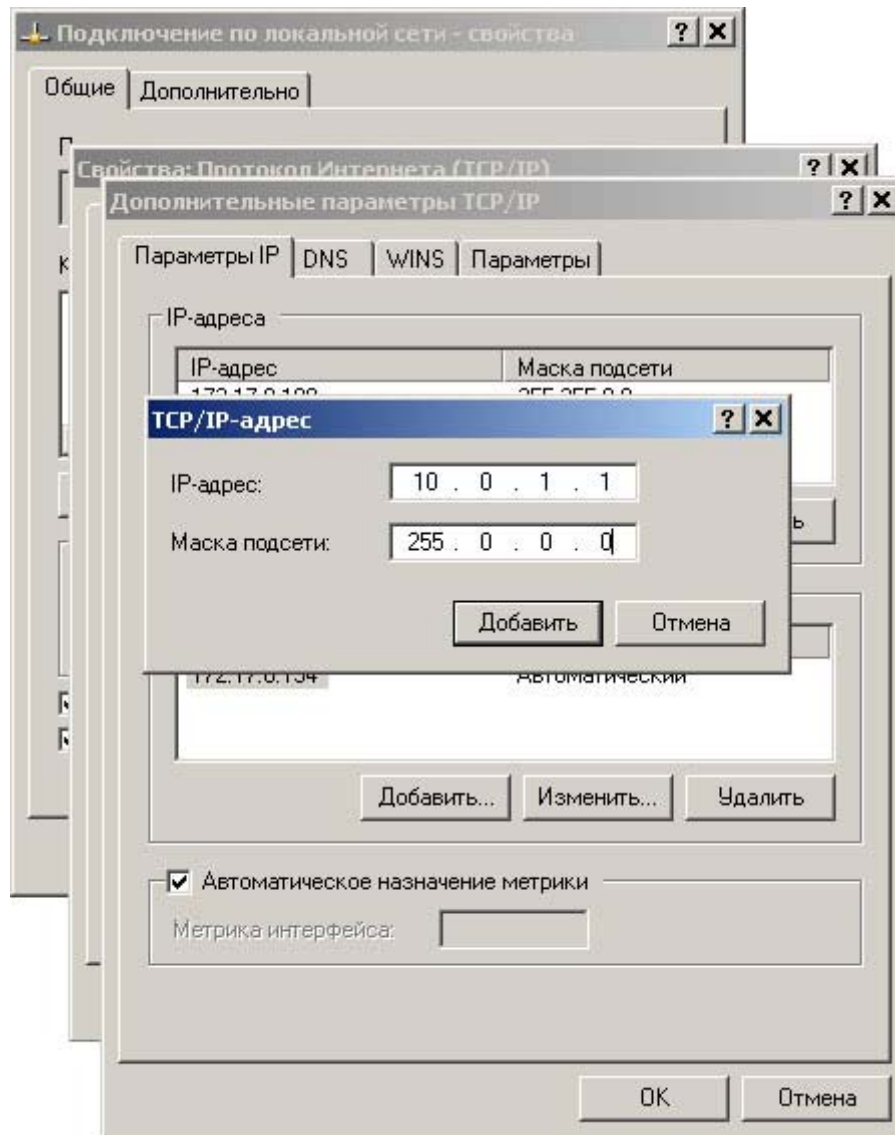 Подключение по локальной сети - свойства
Общие
Дополнительно
Свойства: Протокол Интернета (TCP/IP)
Дополнительные параметры TCP/IP
Параметры IP
DNS
WINS
Параметры
IP-адреса
IP-адрес
Маска подсети
TCP/IP-адрес
IP-адрес:
10 . 0 . 1 . 1
Маска подсети:
255 . 0 . 0 . 0
Добавить
Отмена
Автоматический
Добавить...
Изменить...
Удалить
Автоматическое назначение метрики
Метрика интерфейса:
OK
Отмена